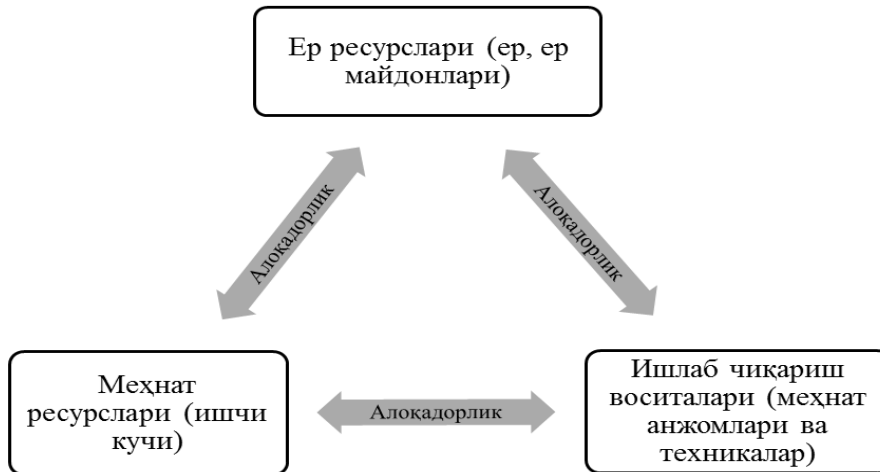 Ер ресурслари (ер, ер
майдонлари)
Алоқадорлик
Алоқадорлик
Меҳнат
ресурслари (ишчи
кучи)
Алоқадорлик
Ишлаб чиқариш
воситалари (меҳнат
анжомлари ва
техникалар)